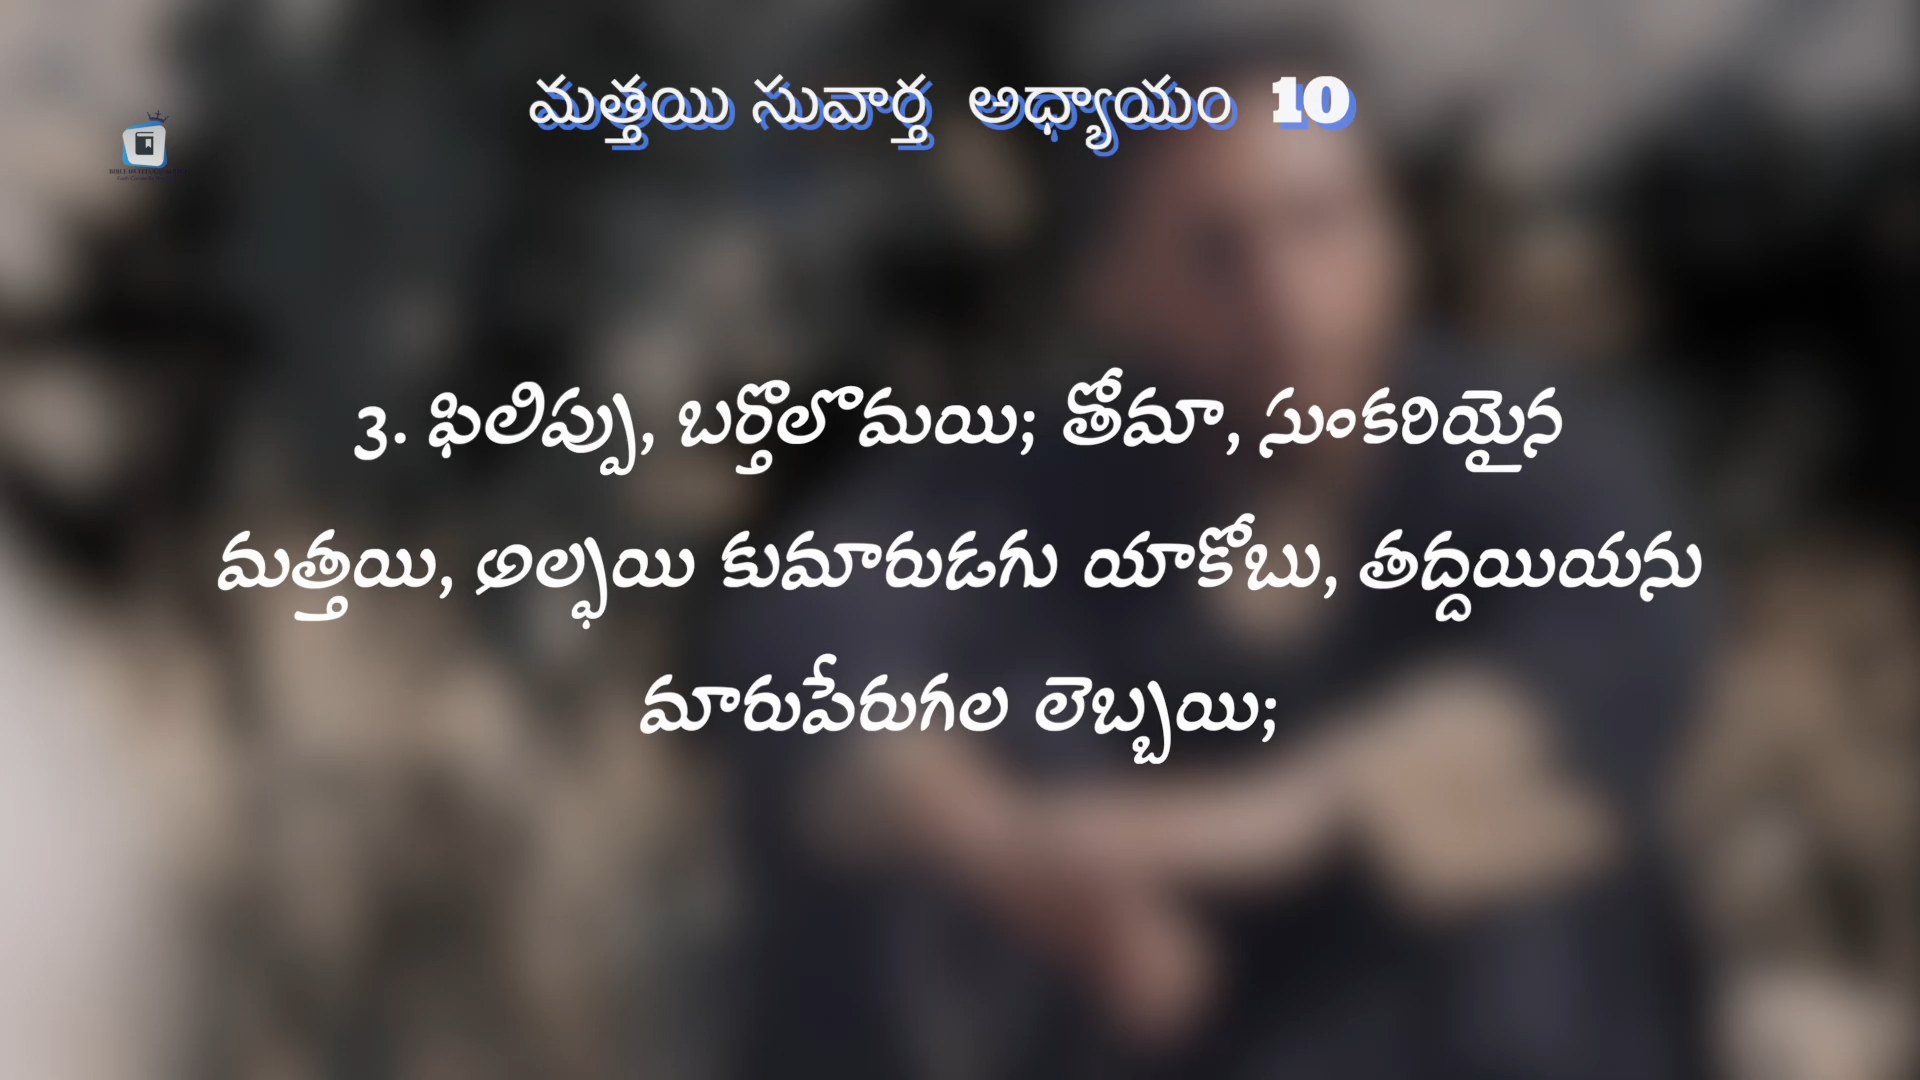 మత్తయి సువార్త అధ్యాయం 10
3. ఫిలిప్పు, బర్తొలొమయి; తోమా, సుంకరియైన
మత్తయి, అల్ఫయి కుమారుడగు యాకోబు, తద్దయియను
మారుపేరుగల లెబ్బయి;